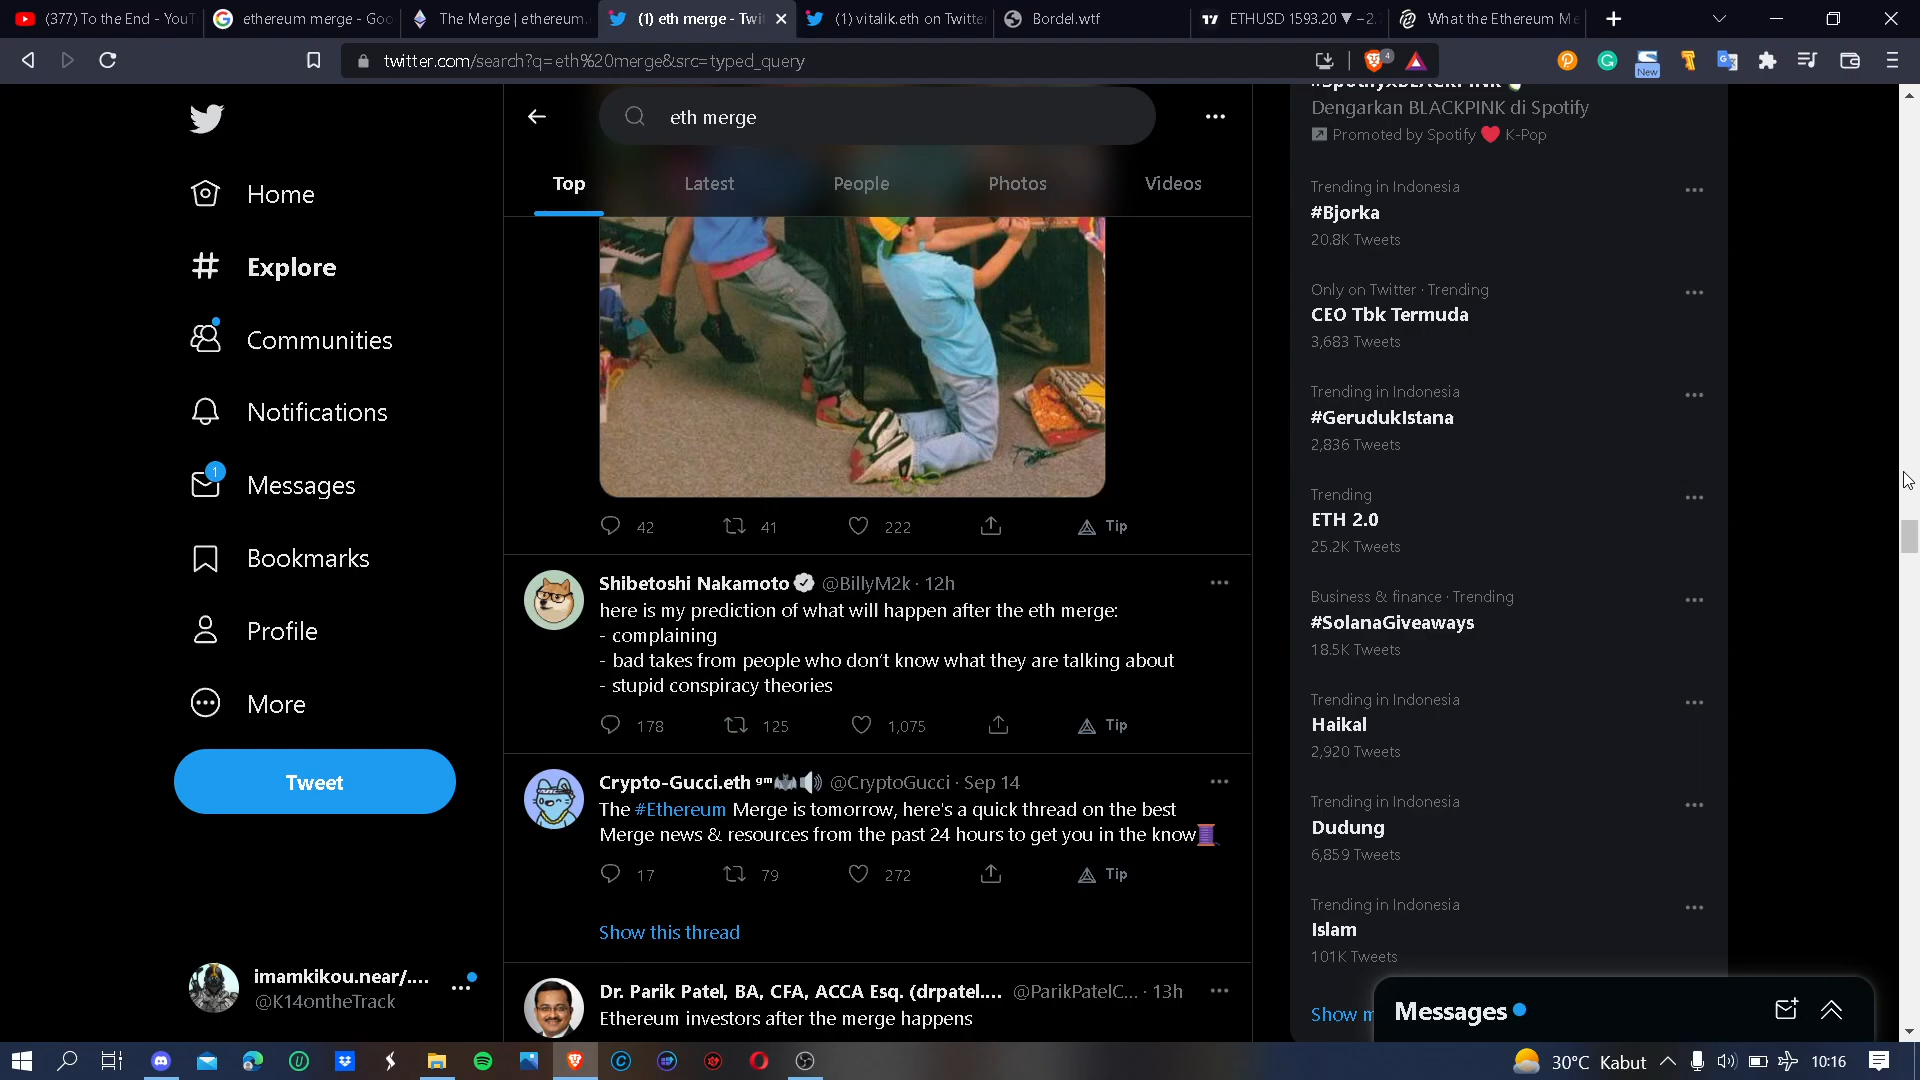 (377) To the End - YouT
ethereum merge - Goo
The Merge | ethereum.
(1) eth merge - Twit
(1) vitalik.eth on Twitte
Bordel.wtf
ETHUSD 1593.20 ▼ −2.
What the Ethereum Me
twitter.com/search?q=eth%20merge&src=typed_query
4
New
eth merge
Top
Latest
People
Photos
Videos
Home
Explore
Communities
Notifications
1
Messages
Bookmarks
Profile
More
Tweet
imamkikou.near/....
@K14ontheTrack
42
41
222
Tip
Shibetoshi Nakamoto @BillyM2k · 12h
here is my prediction of what will happen after the eth merge:
- complaining
- bad takes from people who don't know what they are talking about
- stupid conspiracy theories
178
125
1,075
Tip
Crypto-Gucci.eth ᵍᵐ🦇🔊 @CryptoGucci · Sep 14
The #Ethereum Merge is tomorrow, here's a quick thread on the best
Merge news & resources from the past 24 hours to get you in the know🧵
17
79
272
Tip
Show this thread
Dr. Parik Patel, BA, CFA, ACCA Esq. (drpatel.... @ParikPatelC... · 13h
Ethereum investors after the merge happens
#SpotifyxBLACKPINK
Dengarkan BLACKPINK di Spotify
Promoted by Spotify ❤️ K-Pop
Trending in Indonesia
#Bjorka
20.8K Tweets
Only on Twitter · Trending
CEO Tbk Termuda
3,683 Tweets
Trending in Indonesia
#GerudukIstana
2,836 Tweets
Trending
ETH 2.0
25.2K Tweets
Business & finance · Trending
#SolanaGiveaways
18.5K Tweets
Trending in Indonesia
Haikal
2,920 Tweets
Trending in Indonesia
Dudung
6,859 Tweets
Trending in Indonesia
Islam
101K Tweets
Show m
Messages
30°C Kabut
10:16